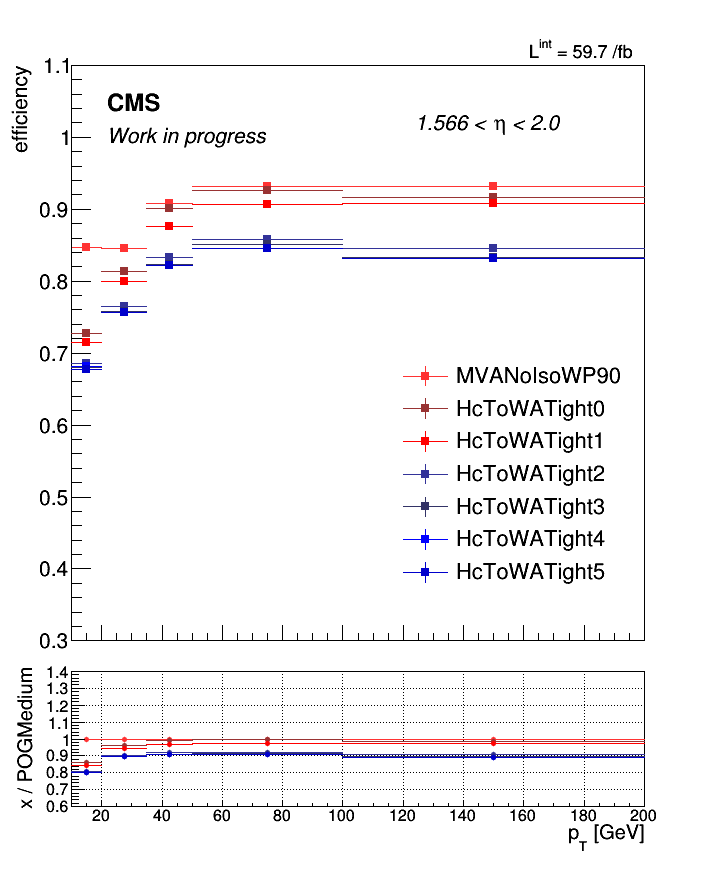 L^int = 59.7 /fb
efficiency
1.1
CMS
Work in progress
1.566 < η < 2.0
1
0.9
0.8
0.7
0.6
0.5
0.4
0.3
MVANoIsoWP90
HcToWATight0
HcToWATight1
HcToWATight2
HcToWATight3
HcToWATight4
HcToWATight5
x / POGMedium
1.4
1.3
1.2
1.1
1
0.9
0.8
0.7
0.6
20 40 60 80 100 120 140 160 180 200
p_T [GeV]